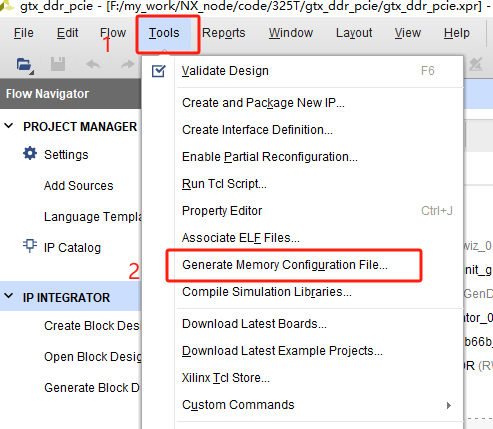 gtx_ddr_pcie - [F:/my_work/NX_node/code/325T/gtx_ddr_pcie/gtx_ddr_pcie.xpr] -
File Edit Flow Tools Reports Window Layout View
1
Flow Navigator
Validate Design F6
PROJECT MANAGER
Create and Package New IP...
Settings
Create Interface Definition...
Enable Partial Reconfiguration...
Add Sources
Run Tcl Script...
Language Templa
Property Editor Ctrl+J
IP Catalog
Associate ELF Files...
2
Generate Memory Configuration File...
IP INTEGRATOR
Compile Simulation Libraries...
Create Block Desi
Download Latest Boards...
Open Block Desig
Download Latest Example Projects...
Generate Block D
Xilinx Tcl Store...
Custom Commands
wiz_0
nit_g
GenD
ator_0
b66b_
OR (RW